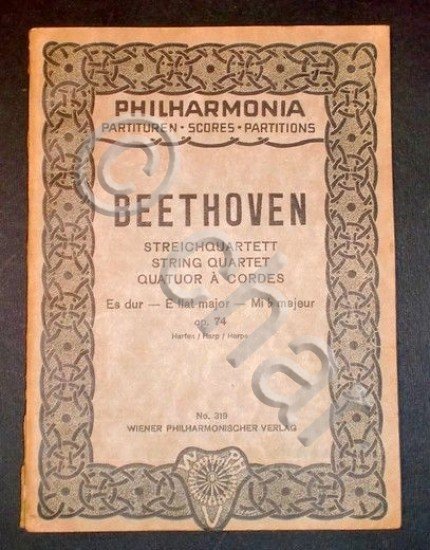 PHILHARMONIA
PARTITUREN · SCORES · PARTITIONS
BEETHOVEN
STREICHQUARTETT
STRING QUARTET
QUATUOR À CORDES
Es dur — E flat major — Mi b majeur
op. 74
Harfen / Harp / Harpe
No. 319
WIENER PHILHARMONISCHER VERLAG
W P V